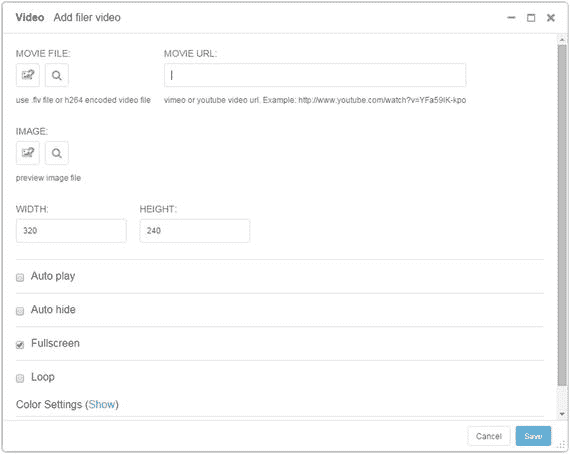 Video Add filer video
MOVIE FILE: MOVIE URL:
use .flv file or h264 encoded video file vimeo or youtube video url. Example: http://www.youtube.com/watch?v=YFa59lK-kpo
IMAGE:
preview image file
WIDTH: HEIGHT:
320 240
Auto play
Auto hide
Fullscreen
Loop
Color Settings (Show)
Cancel Save